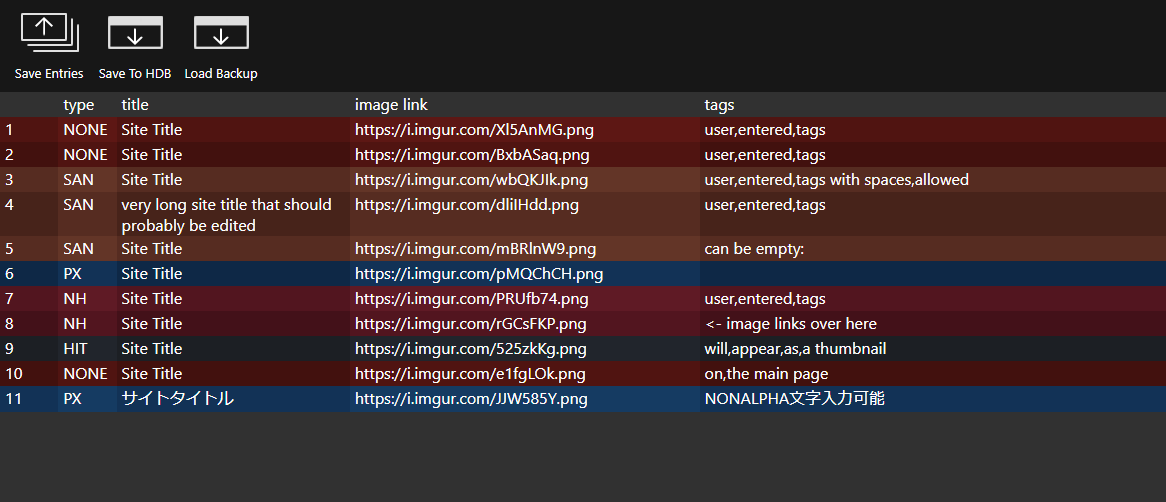 Save Entries Save To HDB Load Backup
type title image link tags
1 NONE Site Title https://i.imgur.com/Xl5AnMG.png user,entered,tags
2 NONE Site Title https://i.imgur.com/BxbASaq.png user,entered,tags
3 SAN Site Title https://i.imgur.com/wbQKJIk.png user,entered,tags with spaces,allowed
4 SAN very long site title that should https://i.imgur.com/dliIHdd.png user,entered,tags
probably be edited
5 SAN Site Title https://i.imgur.com/mBRlnW9.png can be empty:
6 PX Site Title https://i.imgur.com/pMQChCH.png
7 NH Site Title https://i.imgur.com/PRUfb74.png user,entered,tags
8 NH Site Title https://i.imgur.com/rGCsFKP.png <- image links over here
9 HIT Site Title https://i.imgur.com/525zkKg.png will,appear,as,a thumbnail
10 NONE Site Title https://i.imgur.com/e1fgLOk.png on,the main page
11 PX サイトタイトル https://i.imgur.com/JJW585Y.png NONALPHA文字入力可能